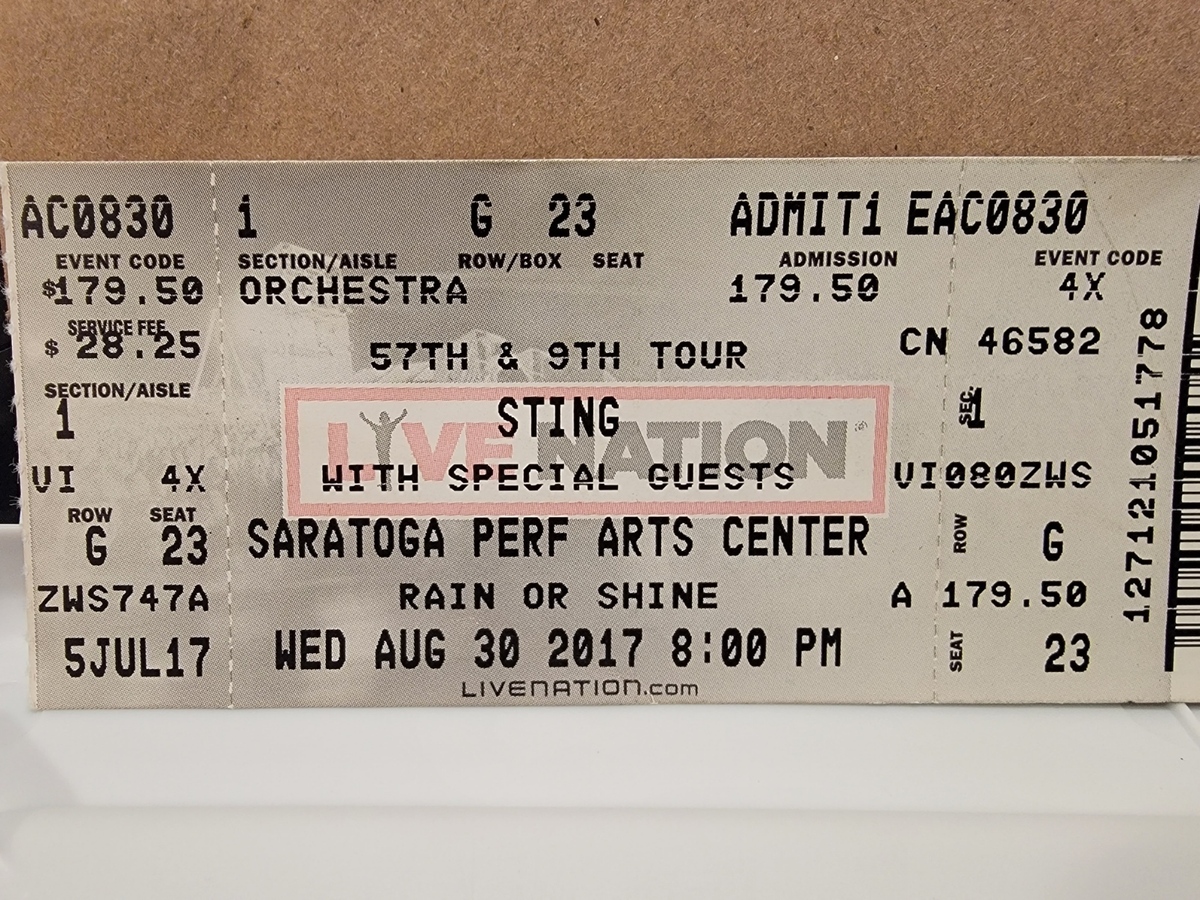 AC0830 1 G 23 ADMIT1 EAC0830
EVENT CODE SECTION/AISLE ROW/BOX SEAT ADMISSION EVENT CODE
$179.50 ORCHESTRA 179.50 4X
SERVICE FEE
$ 28.25 57TH & 9TH TOUR CN 46582
SECTION/AISLE
1 STING SEC. 1
LIVE NATION
VI 4X WITH SPECIAL GUESTS VI080ZWS
ROW SEAT
G 23 SARATOGA PERF ARTS CENTER ROW G
ZWS747A RAIN OR SHINE A 179.50
5JUL17 WED AUG 30 2017 8:00 PM SEAT 23
LIVENATION.com
127121051778